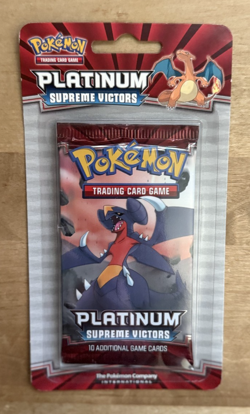 POKéMON
TRADING CARD GAME
PLATINUM
SUPREME VICTORS
POKéMON
TRADING CARD GAME
PLATINUM
SUPREME VICTORS
10 ADDITIONAL GAME CARDS
The Pokémon Company
INTERNATIONAL